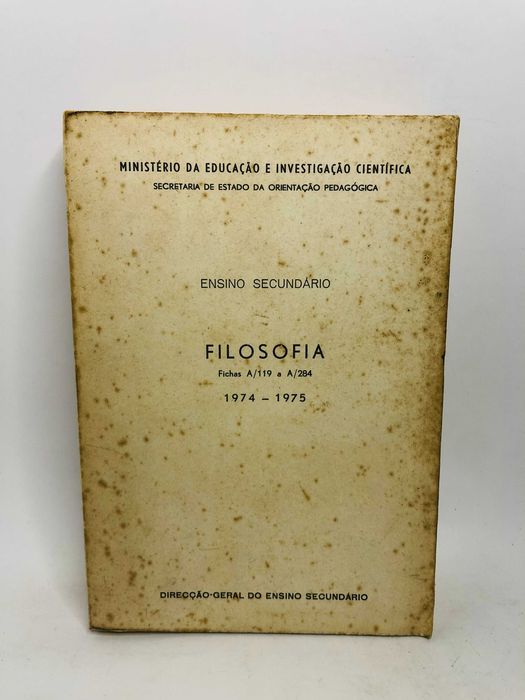 MINISTÉRIO DA EDUCAÇÃO E INVESTIGAÇÃO CIENTÍFICA
SECRETARIA DE ESTADO DA ORIENTAÇÃO PEDAGÓGICA
ENSINO SECUNDÁRIO
FILOSOFIA
Fichas A/119 a A/284
1974 – 1975
DIRECÇÃO-GERAL DO ENSINO SECUNDÁRIO